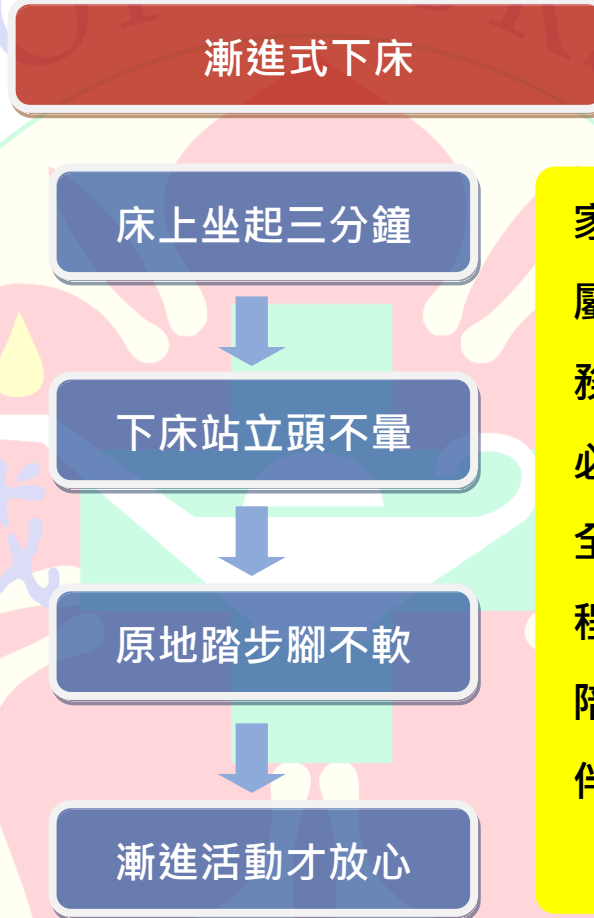 漸進式下床
床上坐起三分鐘
下床站立頭不暈
原地踏步腳不軟
漸進活動才放心
家屬務必全程陪伴